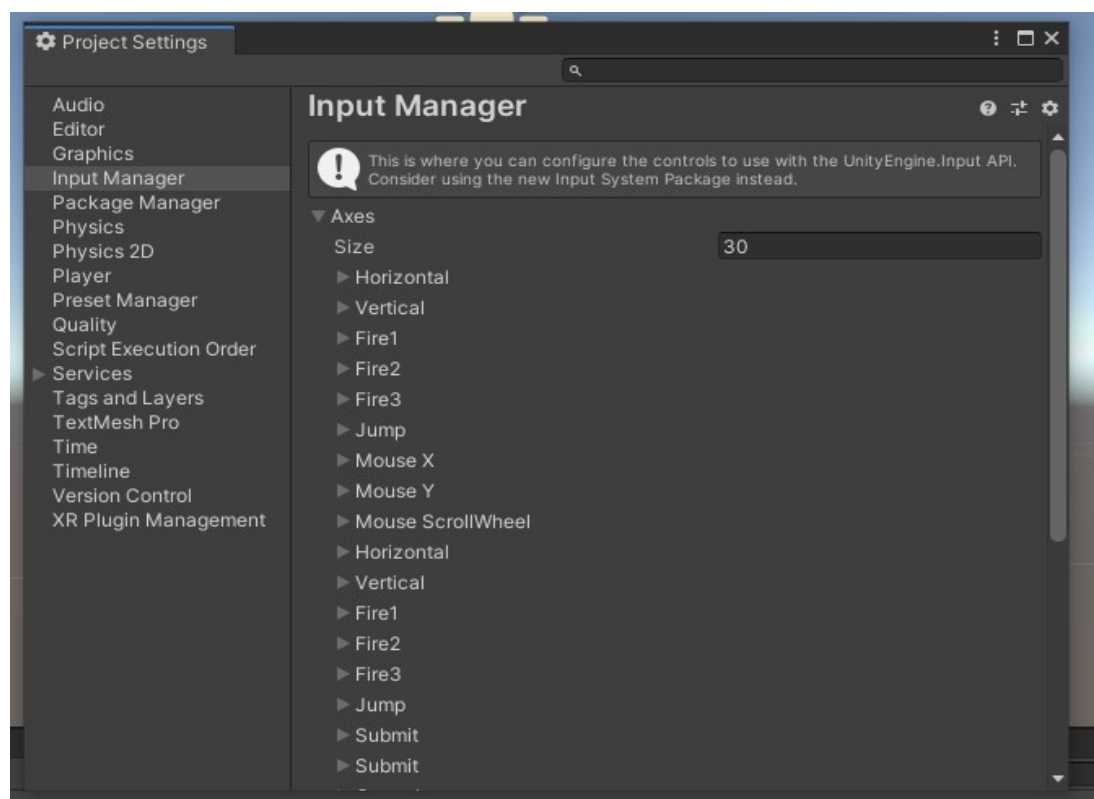 Project Settings
Audio
Editor
Graphics
Input Manager
Package Manager
Physics
Physics 2D
Player
Preset Manager
Quality
Script Execution Order
Services
Tags and Layers
TextMesh Pro
Time
Timeline
Version Control
XR Plugin Management
Input Manager
This is where you can configure the controls to use with the UnityEngine.Input API.
Consider using the new Input System Package instead.
Axes
Size 30
Horizontal
Vertical
Fire1
Fire2
Fire3
Jump
Mouse X
Mouse Y
Mouse ScrollWheel
Horizontal
Vertical
Fire1
Fire2
Fire3
Jump
Submit
Submit